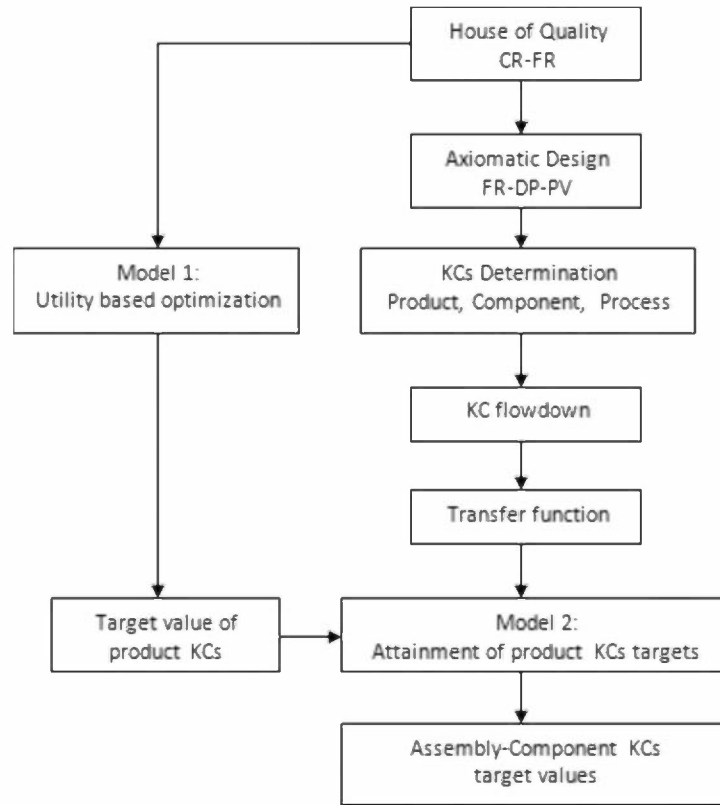 House of Quality
CR-FR
Axiomatic Design
FR-DP-PV
Model 1:
Utility based optimization
KCs Determination
Product, Component, Process
KC flowdown
Transfer function
Target value of
product KCs
Model 2:
Attainment of product KCs targets
Assembly-Component KCs
target values